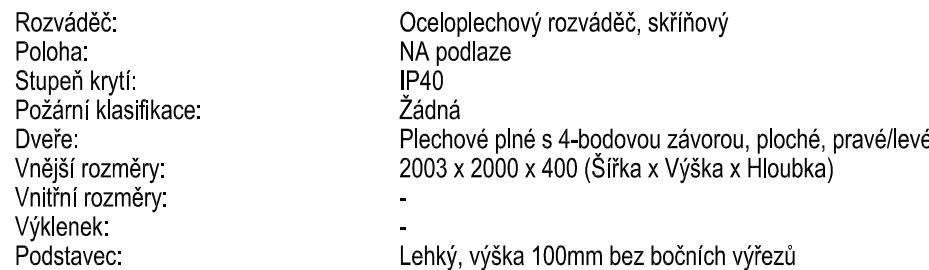 Rozváděč: Oceloplechový rozváděč, skříňový
Poloha: NA podlaze
Stupeň krytí: IP40
Požární klasifikace: Žádná
Dveře: Plechové plné s 4-bodovou závorou, ploché, pravé/levé
Vnější rozměry: 2003 x 2000 x 400 (Šířka x Výška x Hloubka)
Vnitřní rozměry: -
Výklenek: -
Podstavec: Lehký, výška 100mm bez bočních výřezů